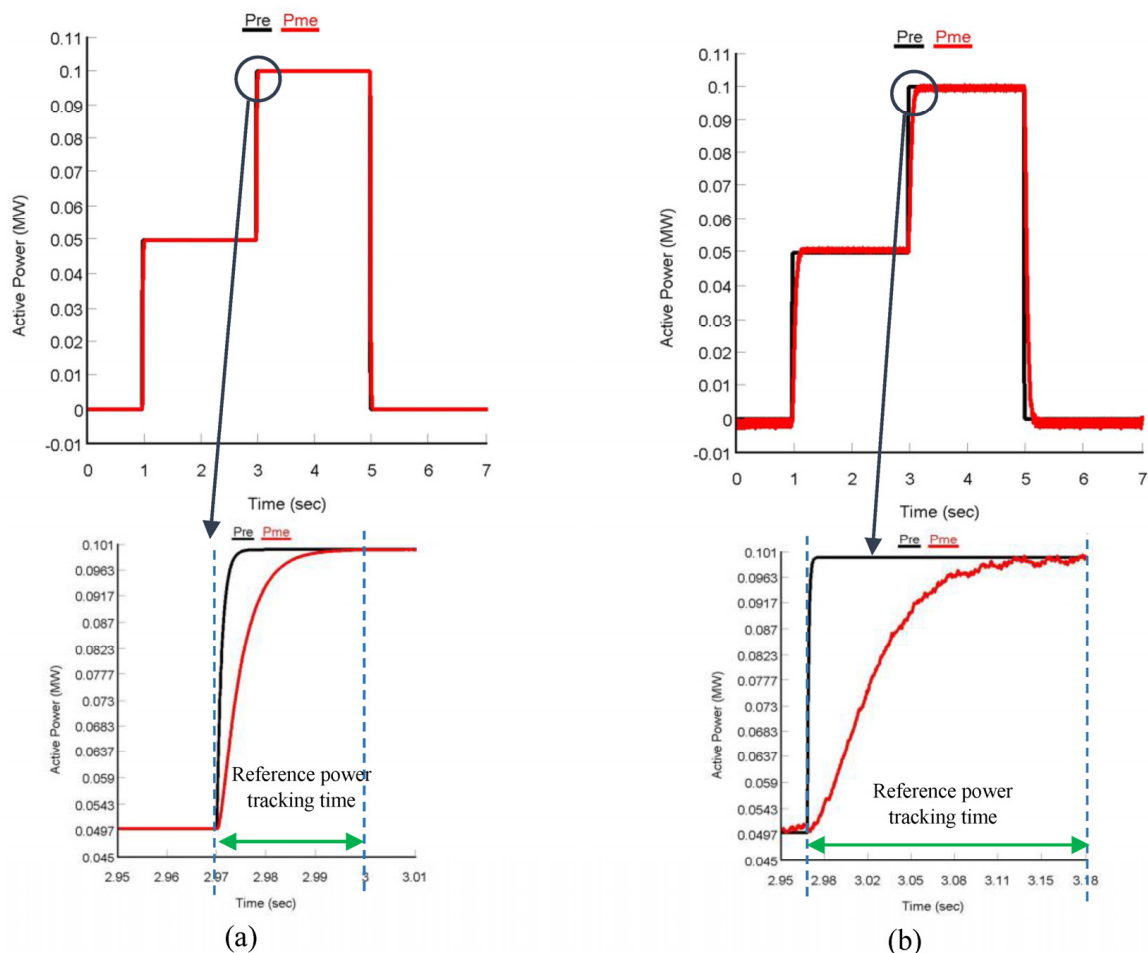 Pre Pme
0.11
0.1
0.09
0.08
0.07
0.06
0.05
0.04
0.03
0.02
0.01
0
-0.01
Active Power (MW)
0 1 2 3 4 5 6 7
Time (sec)
Pre Pme
0.11
0.1
0.09
0.08
0.07
0.06
0.05
0.04
0.03
0.02
0.01
0
-0.01
Active Power (MW)
0 1 2 3 4 5 6 7
Time (sec)
Pre Pme
0.101
0.0963
0.0917
0.087
0.0823
0.0777
0.073
0.0683
0.0637
0.059
0.0543
0.0497
0.045
Active Power (MW)
Reference power
tracking time
2.95 2.96 2.97 2.98 2.99 3 3.01
Time (sec)
(a)
Pre Pme
0.101
0.0963
0.0917
0.087
0.0823
0.0777
0.073
0.0683
0.0637
0.059
0.0543
0.0497
0.045
Active Power (MW)
Reference power
tracking time
2.95 2.98 3.02 3.05 3.08 3.11 3.15 3.18
Time (sec)
(b)